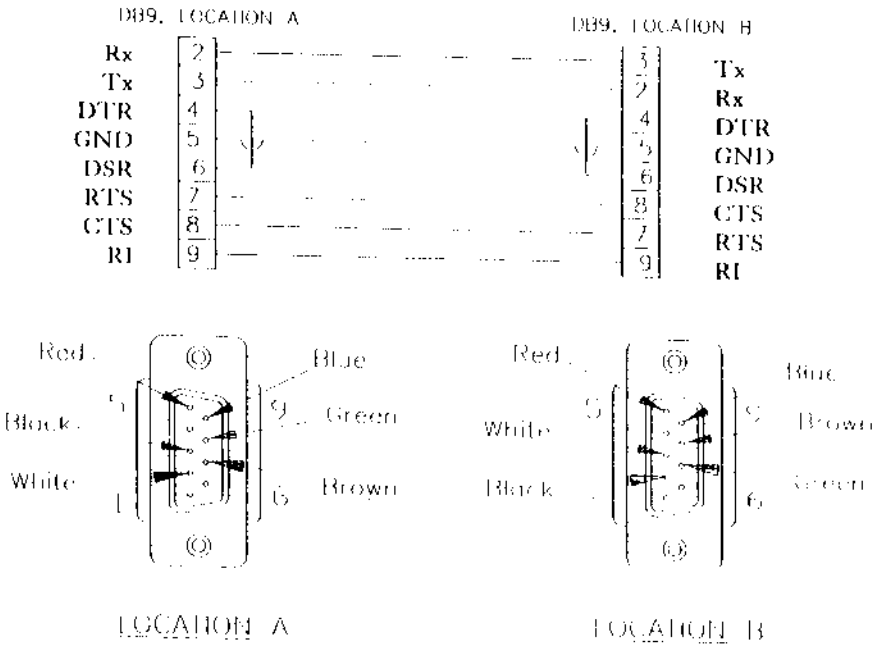 DB9. LOCATION A
DB9. LOCATION B
Rx 2
Tx 3
DTR 4
GND 5
DSR 6
RTS 7
CTS 8
RI 9
3 Tx
2 Rx
4 DTR
5 GND
6 DSR
8 CTS
7 RTS
9 RI
Red
Blue
5
9
Black
Green
White
Brown
1
6
Red
Blue
5
9
White
Brown
Black
Green
6
LOCATION A
LOCATION B